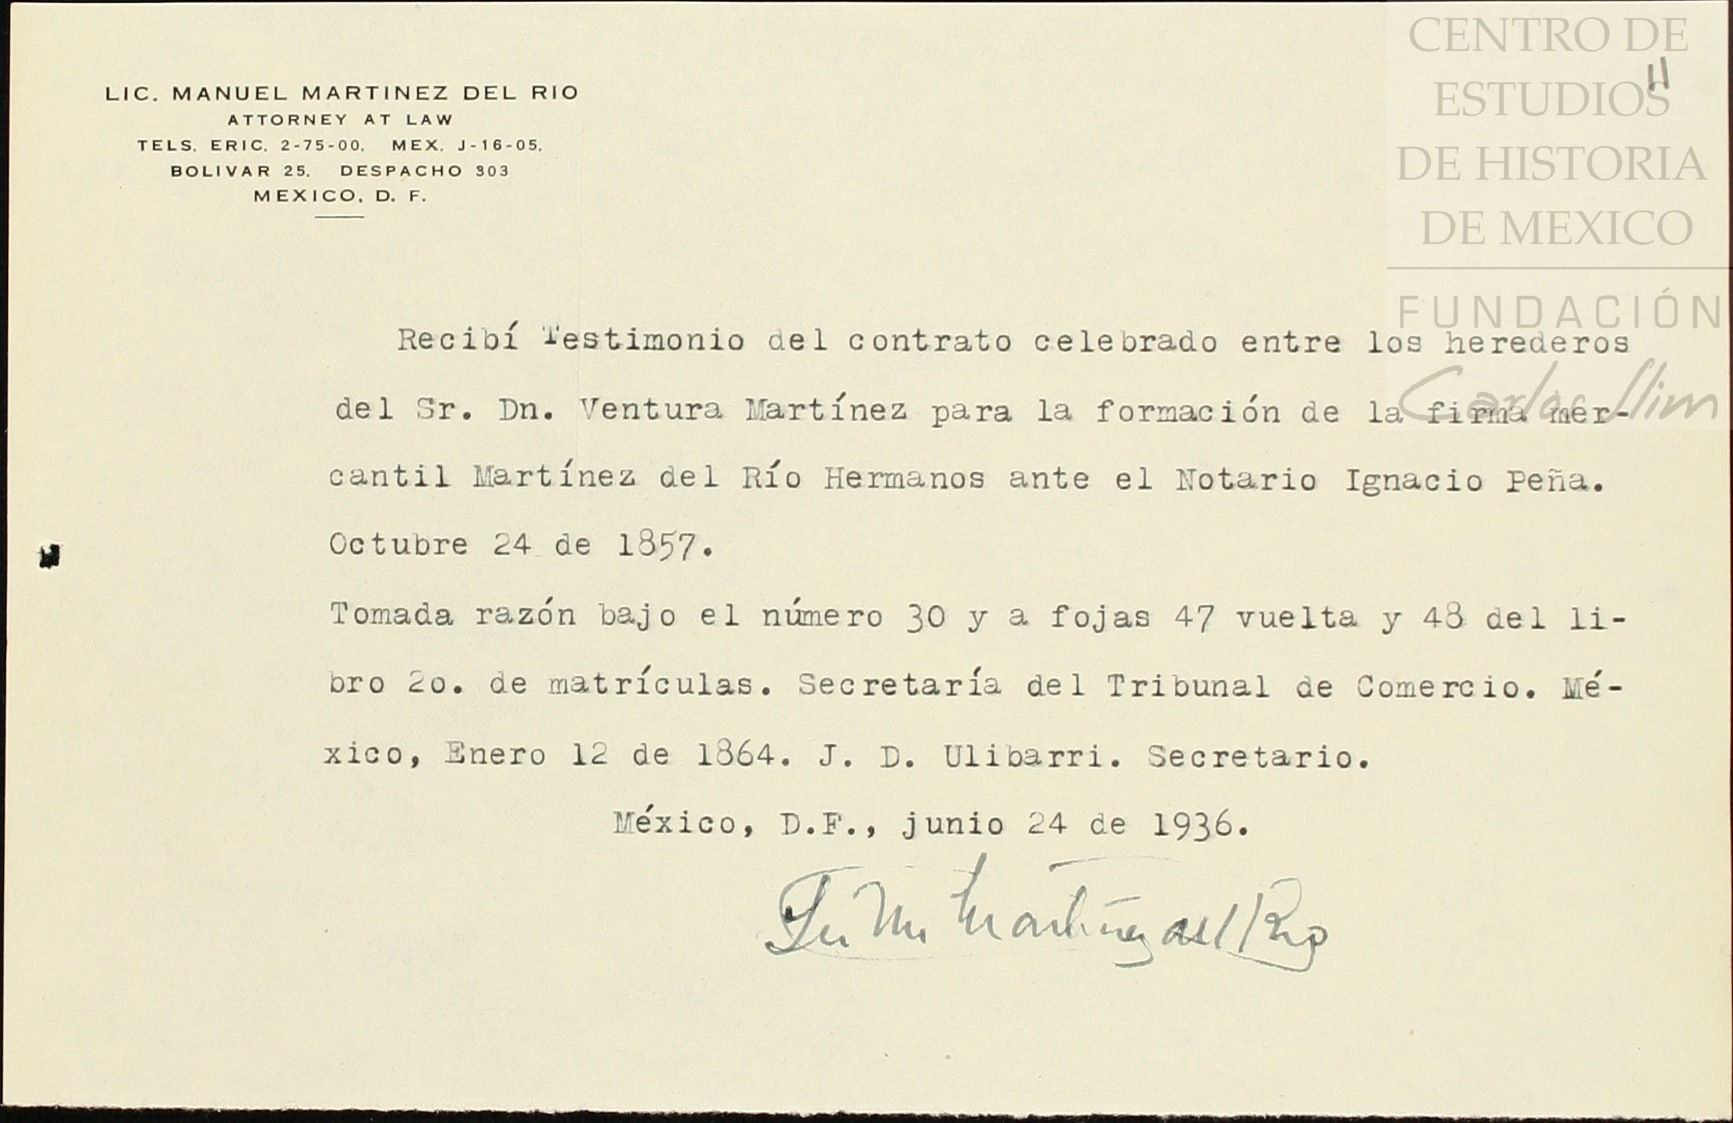 CENTRO DE
ESTUDIOS
DE HISTORIA
DE MEXICO
FUNDACIÓN
Carlos Slim
11
LIC. MANUEL MARTINEZ DEL RIO
ATTORNEY AT LAW
TELS. ERIC. 2-75-00. MEX. J-16-05.
BOLIVAR 25. DESPACHO 303
MEXICO, D. F.
Recibí Testimonio del contrato celebrado entre los herederos
del Sr. Dn. Ventura Martínez para la formación de la firma mer-
cantil Martínez del Río Hermanos ante el Notario Ignacio Peña.
Octubre 24 de 1857.
Tomada razón bajo el número 30 y a fojas 47 vuelta y 48 del li-
bro 2o. de matrículas. Secretaría del Tribunal de Comercio. Mé-
xico, Enero 12 de 1864. J. D. Ulibarri. Secretario.
México, D.F., junio 24 de 1936.
Martínez del Rio